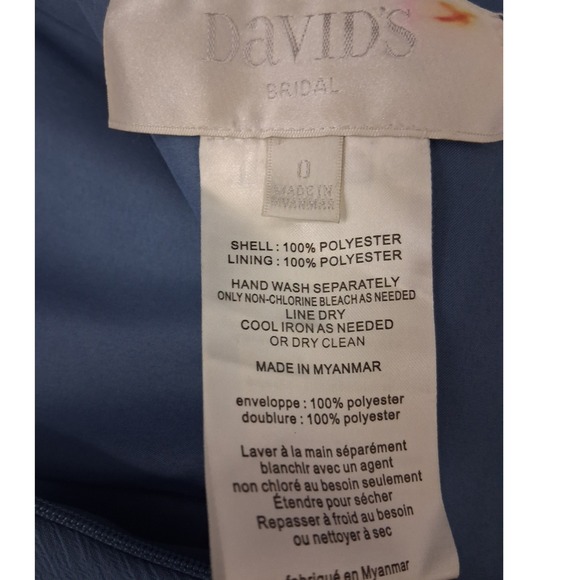 DaVID'S
BRIDAL
0
MADE IN
MYANMAR
SHELL: 100% POLYESTER
LINING: 100% POLYESTER
HAND WASH SEPARATELY
ONLY NON-CHLORINE BLEACH AS NEEDED
LINE DRY
COOL IRON AS NEEDED
OR DRY CLEAN
MADE IN MYANMAR
enveloppe: 100% polyester
doublure: 100% polyester
Laver à la main séparément
blanchir avec un agent
non chloré au besoin seulement
Étendre pour sécher
Repasser à froid au besoin
ou nettoyer à sec
fabriqué en Myanmar